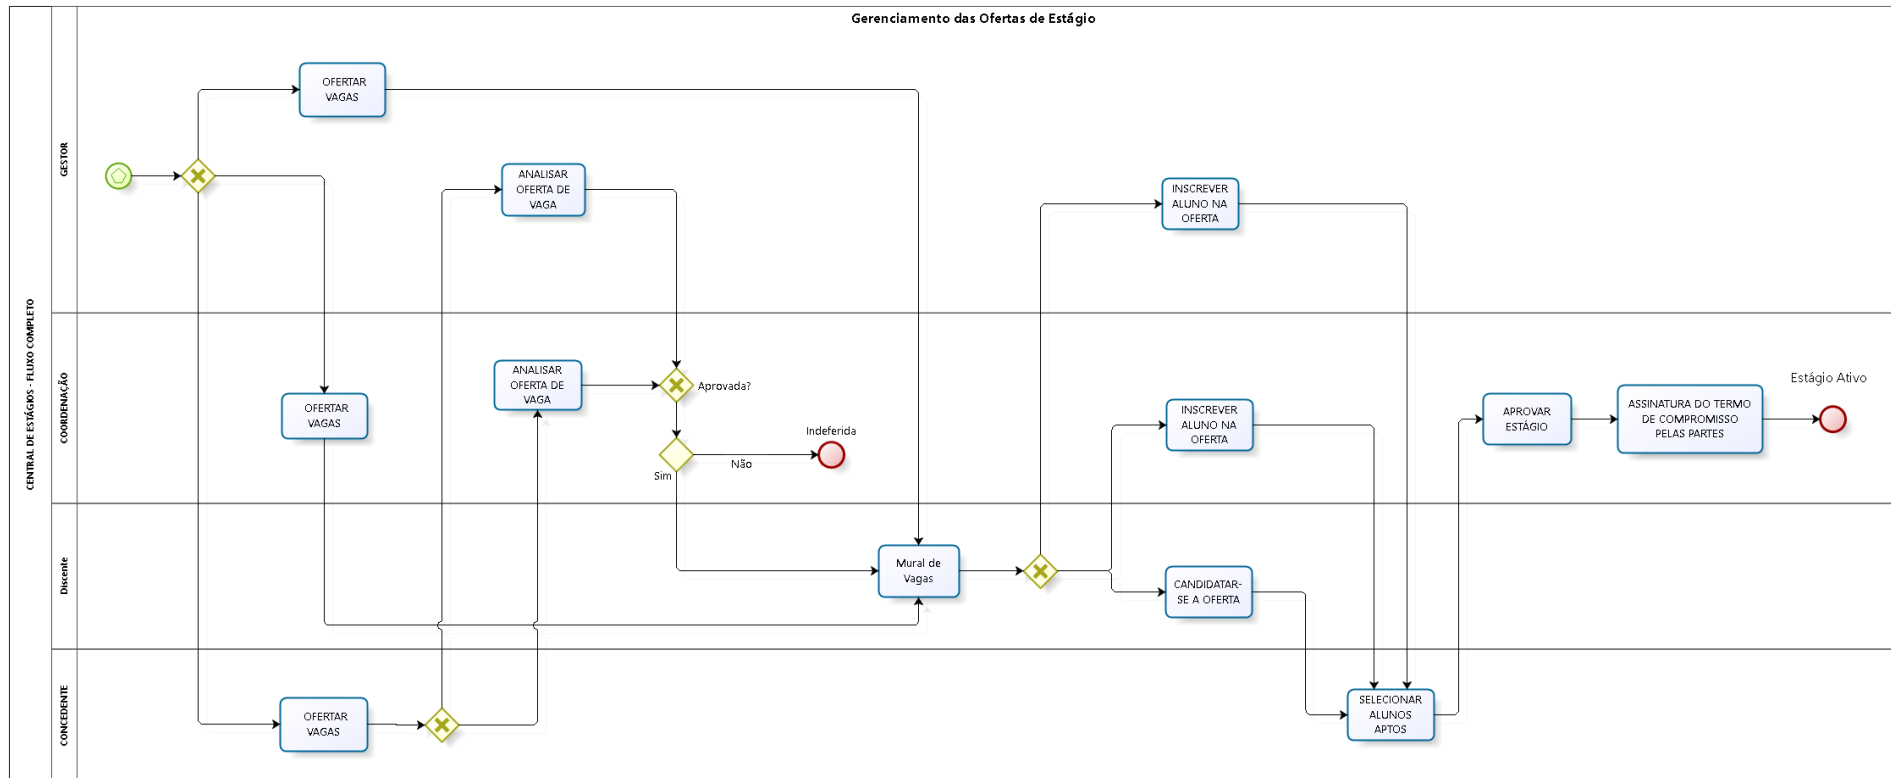 Gerenciamento das Ofertas de Estágio
CENTRAL DE ESTÁGIOS - FLUXO COMPLETO
GESTOR
OFERTAR
VAGAS
ANALISAR
OFERTA DE
VAGA
INSCREVER
ALUNO NA
OFERTA
COORDENAÇÃO
OFERTAR
VAGAS
ANALISAR
OFERTA DE
VAGA
Aprovada?
Sim
Não
Indeferida
INSCREVER
ALUNO NA
OFERTA
APROVAR
ESTÁGIO
ASSINATURA DO TERMO
DE COMPROMISSO
PELAS PARTES
Estágio Ativo
Discente
Mural de
Vagas
CANDIDATAR-
SE A OFERTA
CONCEDENTE
OFERTAR
VAGAS
SELECIONAR
ALUNOS
APTOS